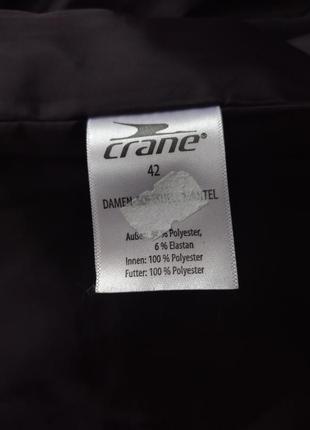 crane®
42
DAMEN
Außen: % Polyester,
6 % Elastan
Innen: 100 % Polyester
Futter: 100 % Polyester